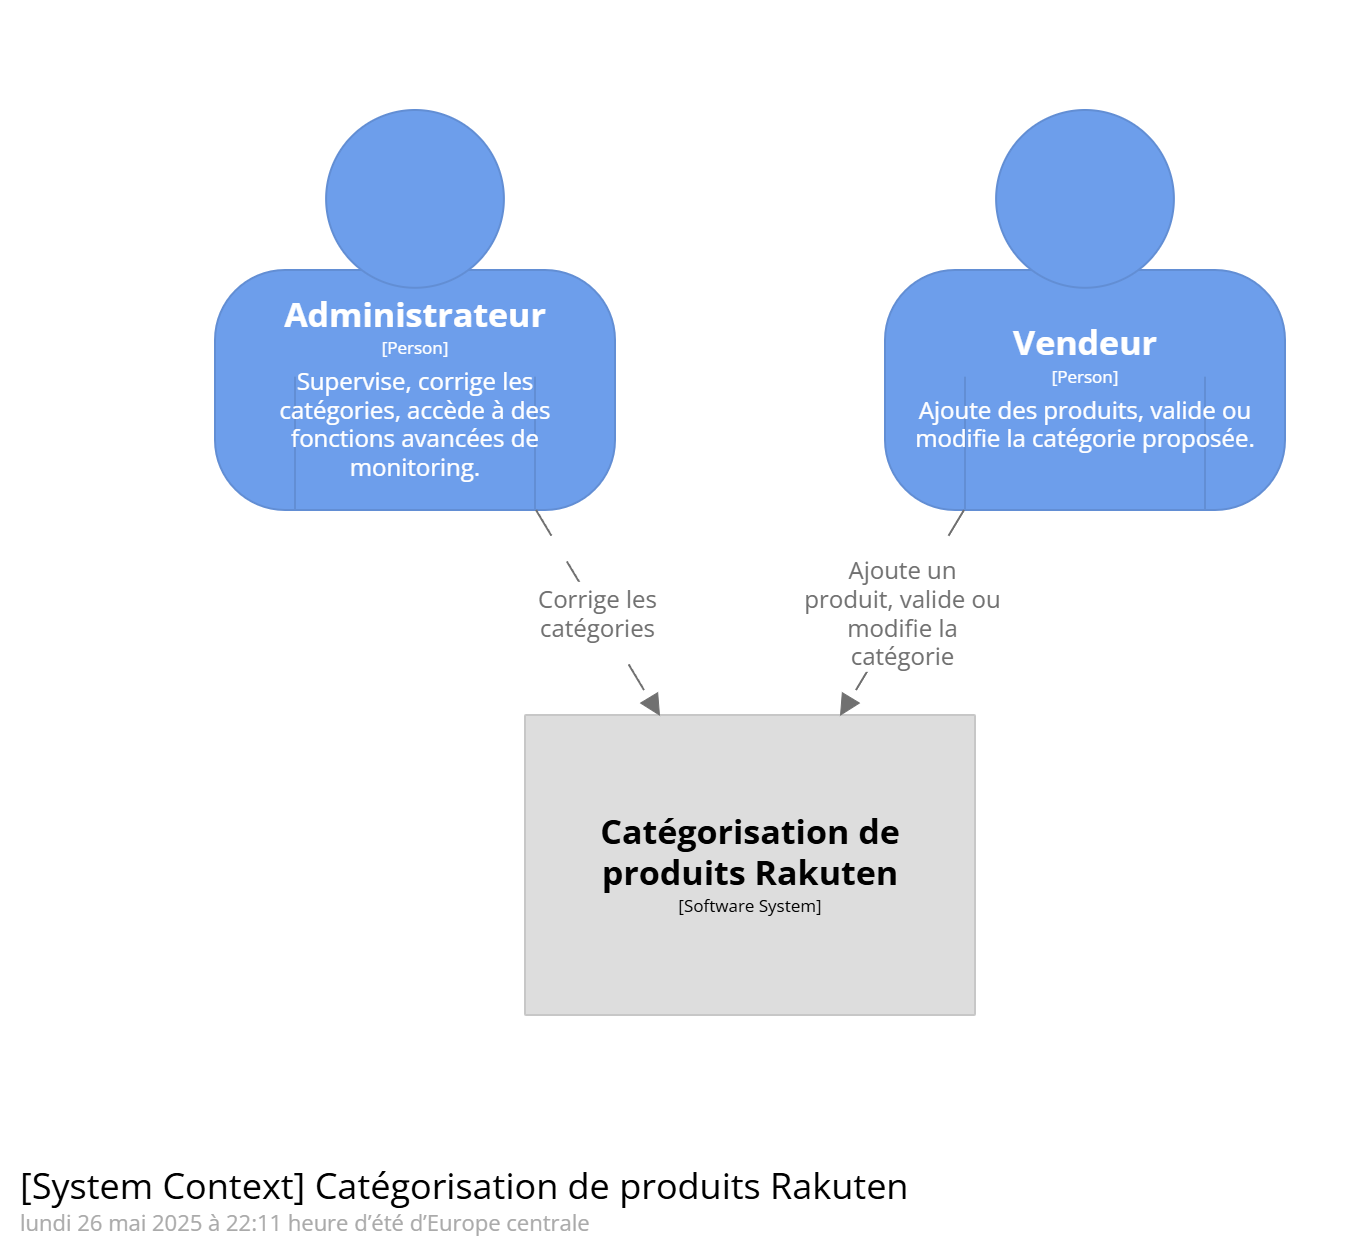 Administrateur
[Person]
Supervise, corrige les
catégories, accède à des
fonctions avancées de
monitoring.
Vendeur
[Person]
Ajoute des produits, valide ou
modifie la catégorie proposée.
Corrige les
catégories
Ajoute un
produit, valide ou
modifie la
catégorie
Catégorisation de
produits Rakuten
[Software System]
[System Context] Catégorisation de produits Rakuten
lundi 26 mai 2025 à 22:11 heure d’été d’Europe centrale